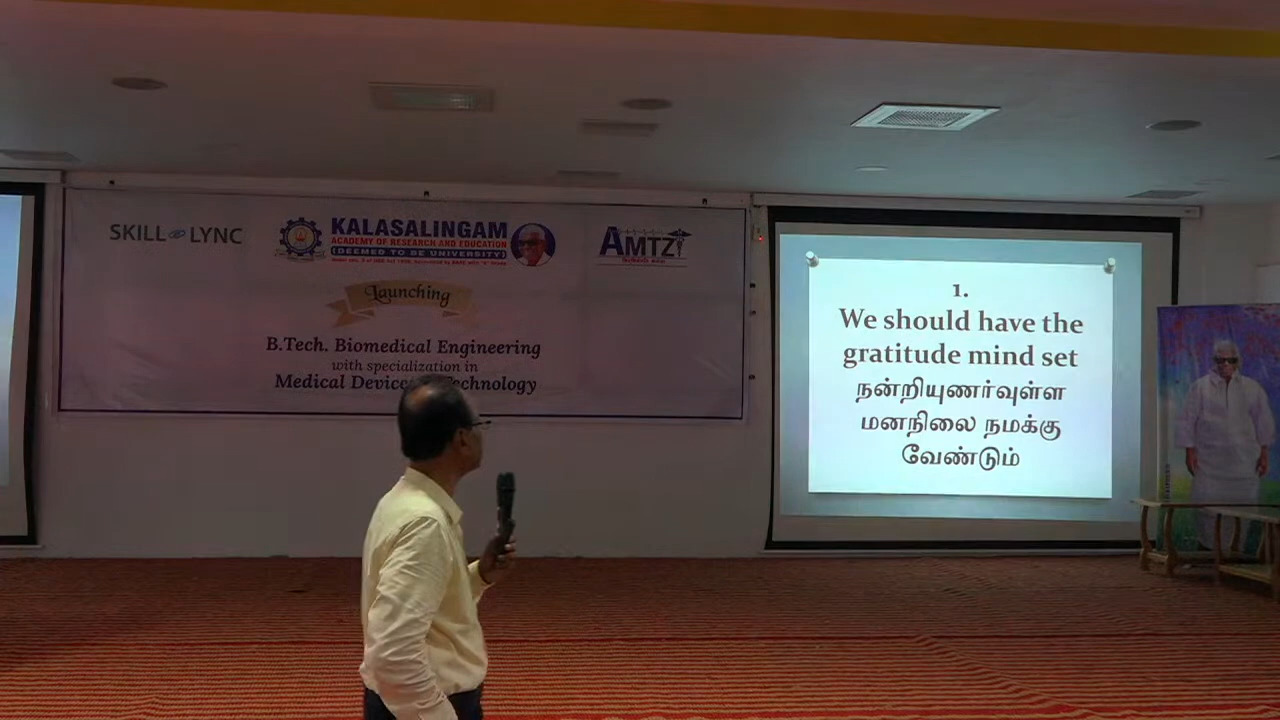 SKILL LYNC
KALASALINGAM
ACADEMY OF RESEARCH AND EDUCATION
(DEEMED TO BE UNIVERSITY)
AMTZ
Launching
B.Tech. Biomedical Engineering
with specialization in
Medical Device Technology
1.
We should have the
gratitude mind set
நன்றியுணர்வுள்ள
மனநிலை நமக்கு
வேண்டும்